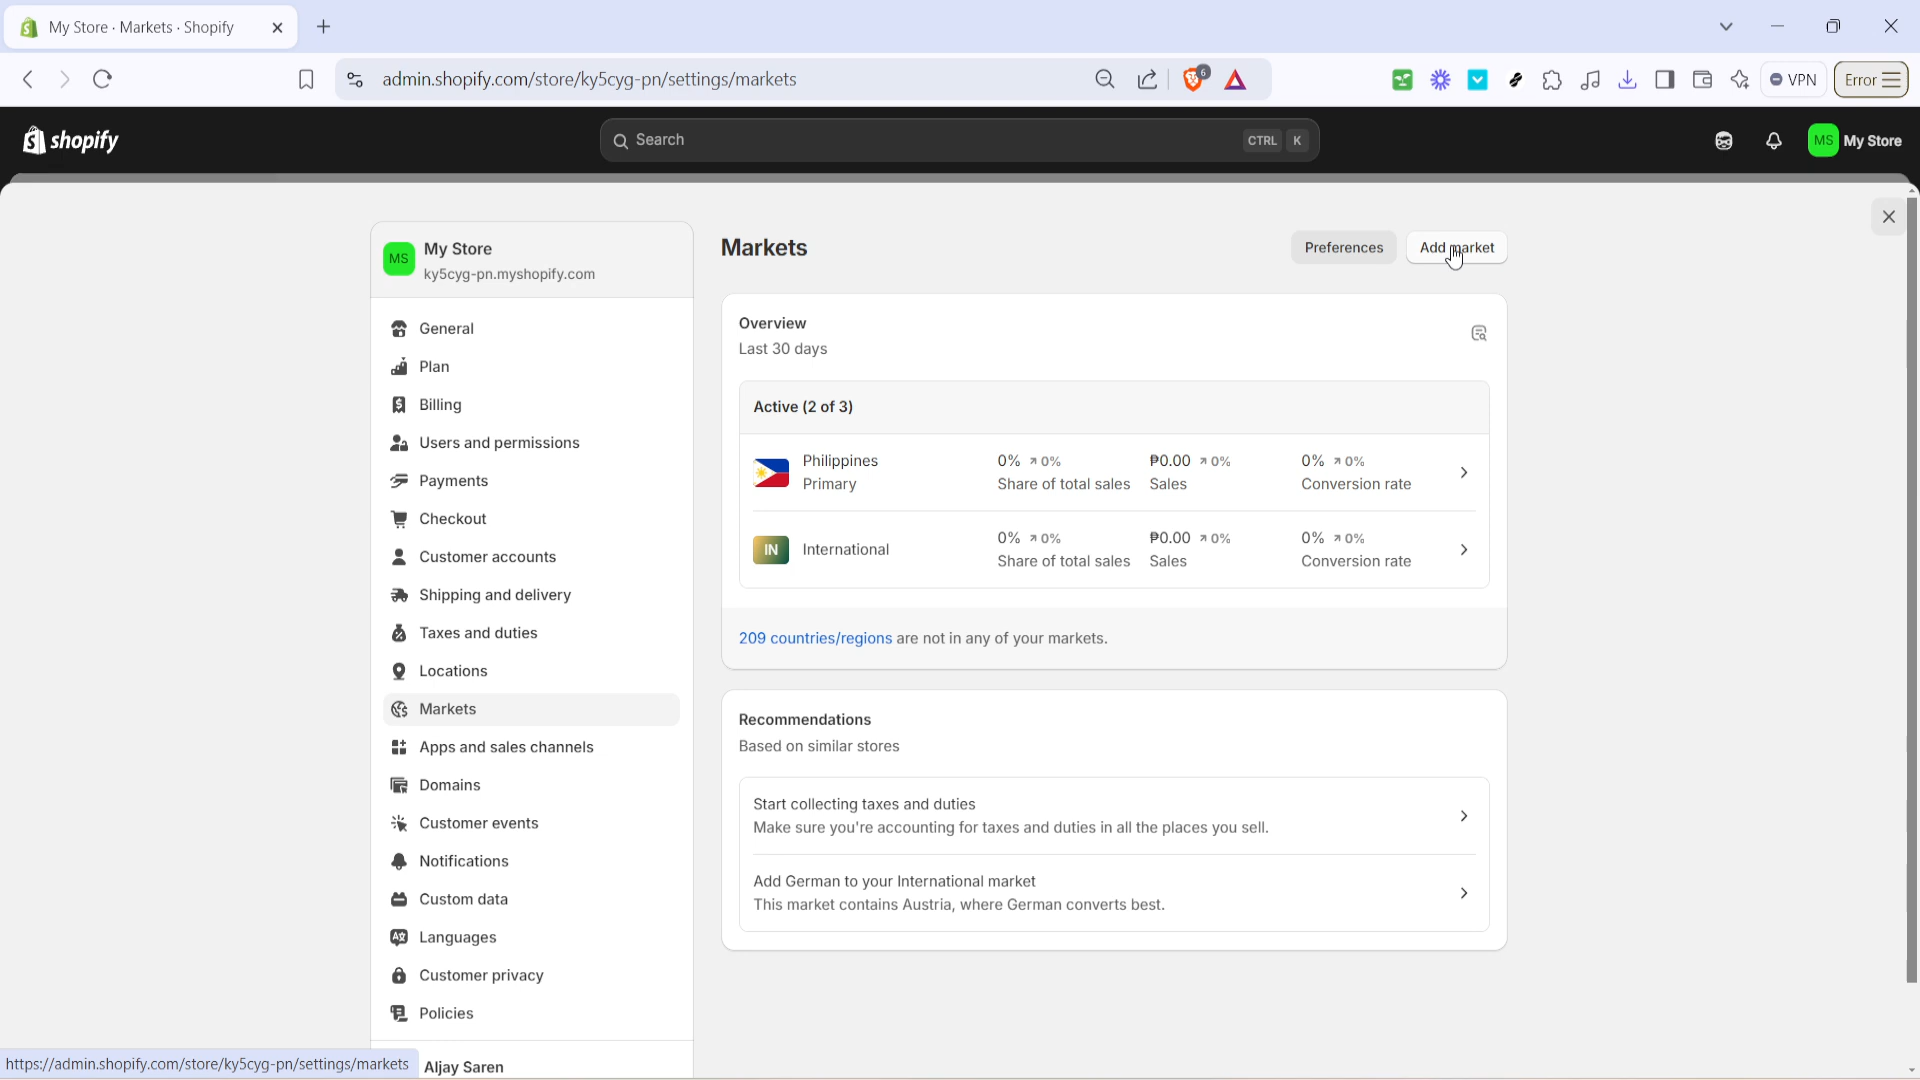 My Store · Markets · Shopify
admin.shopify.com/store/ky5cyg-pn/settings/markets
6
VPN
Error
shopify
Search
CTRL K
MS My Store
MS
My Store
ky5cyg-pn.myshopify.com
General
Plan
Billing
Users and permissions
Payments
Checkout
Customer accounts
Shipping and delivery
Taxes and duties
Locations
Markets
Apps and sales channels
Domains
Customer events
Notifications
Custom data
Languages
Customer privacy
Policies
Aljay Saren
https://admin.shopify.com/store/ky5cyg-pn/settings/markets
Markets
Preferences
Add market
Overview
Last 30 days
Active (2 of 3)
Philippines
Primary
0% ↗ 0%
Share of total sales
₱0.00 ↗ 0%
Sales
0% ↗ 0%
Conversion rate
IN
International
0% ↗ 0%
Share of total sales
₱0.00 ↗ 0%
Sales
0% ↗ 0%
Conversion rate
209 countries/regions are not in any of your markets.
Recommendations
Based on similar stores
Start collecting taxes and duties
Make sure you're accounting for taxes and duties in all the places you sell.
Add German to your International market
This market contains Austria, where German converts best.